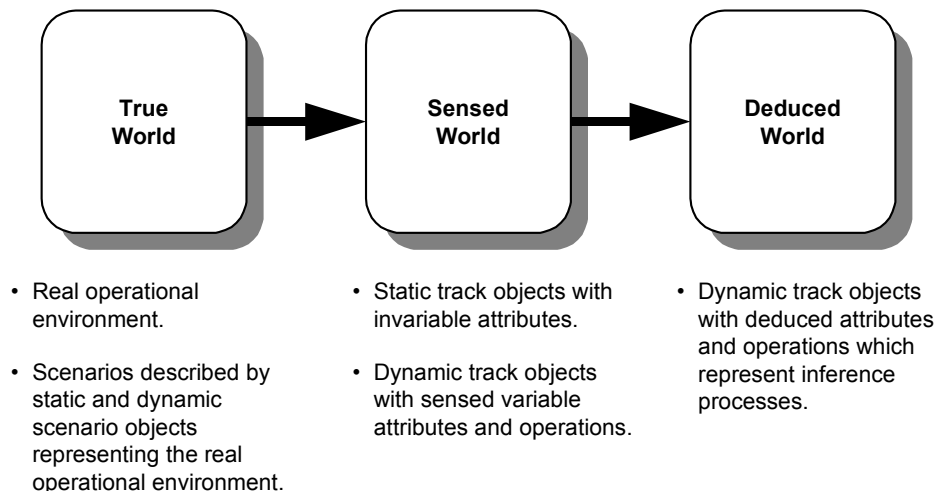 True
World
Sensed
World
Deduced
World
• Real operational
environment.
• Scenarios described by
static and dynamic
scenario objects
representing the real
operational environment.
• Static track objects with
invariable attributes.
• Dynamic track objects
with sensed variable
attributes and operations.
• Dynamic track objects
with deduced attributes
and operations which
represent inference
processes.